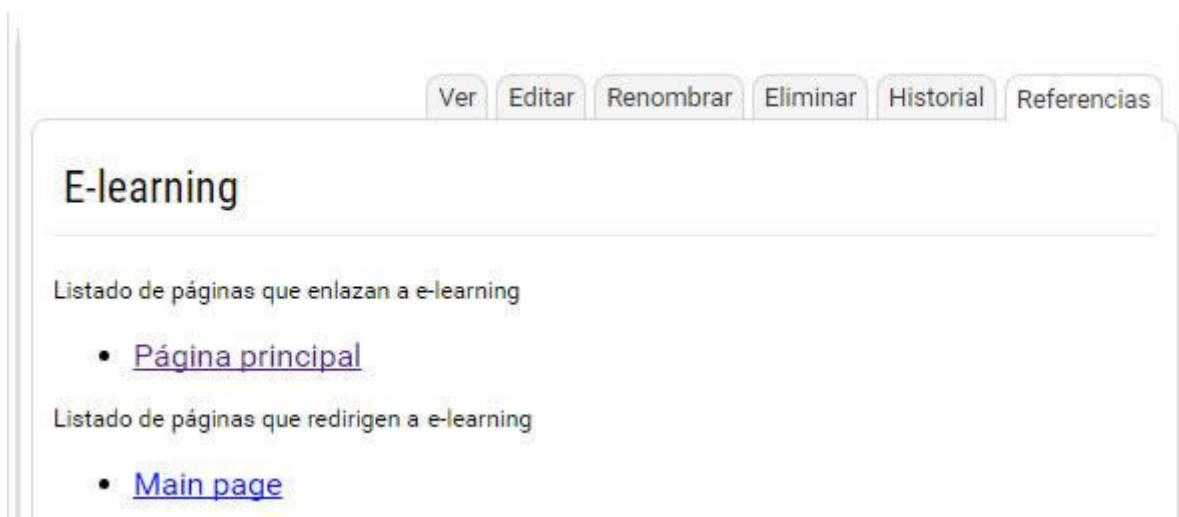 Ver Editar Renombrar Eliminar Historial Referencias
E-learning
Listado de páginas que enlazan a e-learning
Página principal
Listado de páginas que redirigen a e-learning
Main page